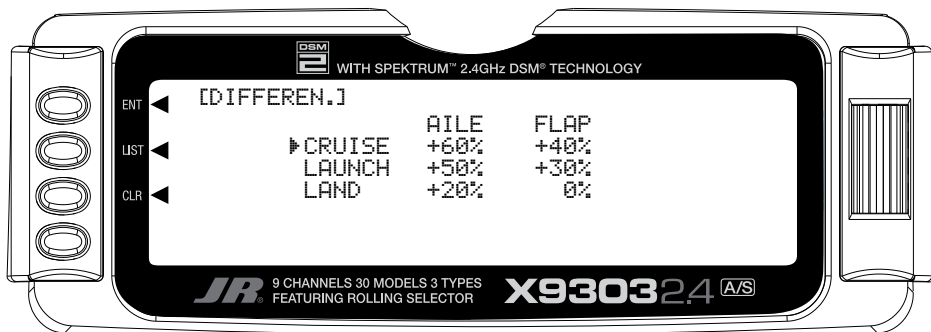 DSM
2
WITH SPEKTRUM™ 2.4GHz DSM® TECHNOLOGY
ENT
LIST
CLR
[DIFFEREN.]
AILE FLAP
CRUISE +60% +40%
LAUNCH +50% +30%
LAND +20% 0%
JR®
9 CHANNELS 30 MODELS 3 TYPES
FEATURING ROLLING SELECTOR
X9303 2.4 A/S